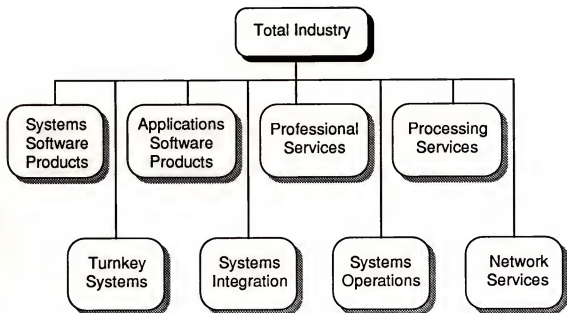 Total Industry
Systems
Software
Products
Applications
Software
Products
Professional
Services
Processing
Services
Turnkey
Systems
Systems
Integration
Systems
Operations
Network
Services